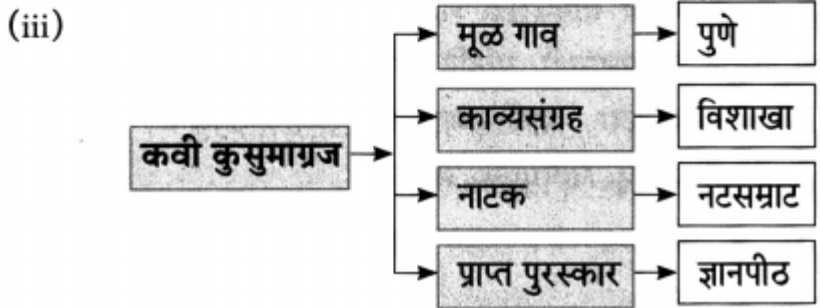 (iii)
मूळ गाव
पुणे
काव्यसंग्रह
विशाखा
कवी कुसुमाग्रज
नाटक
नटसम्राट
प्राप्त पुरस्कार
ज्ञानपीठ